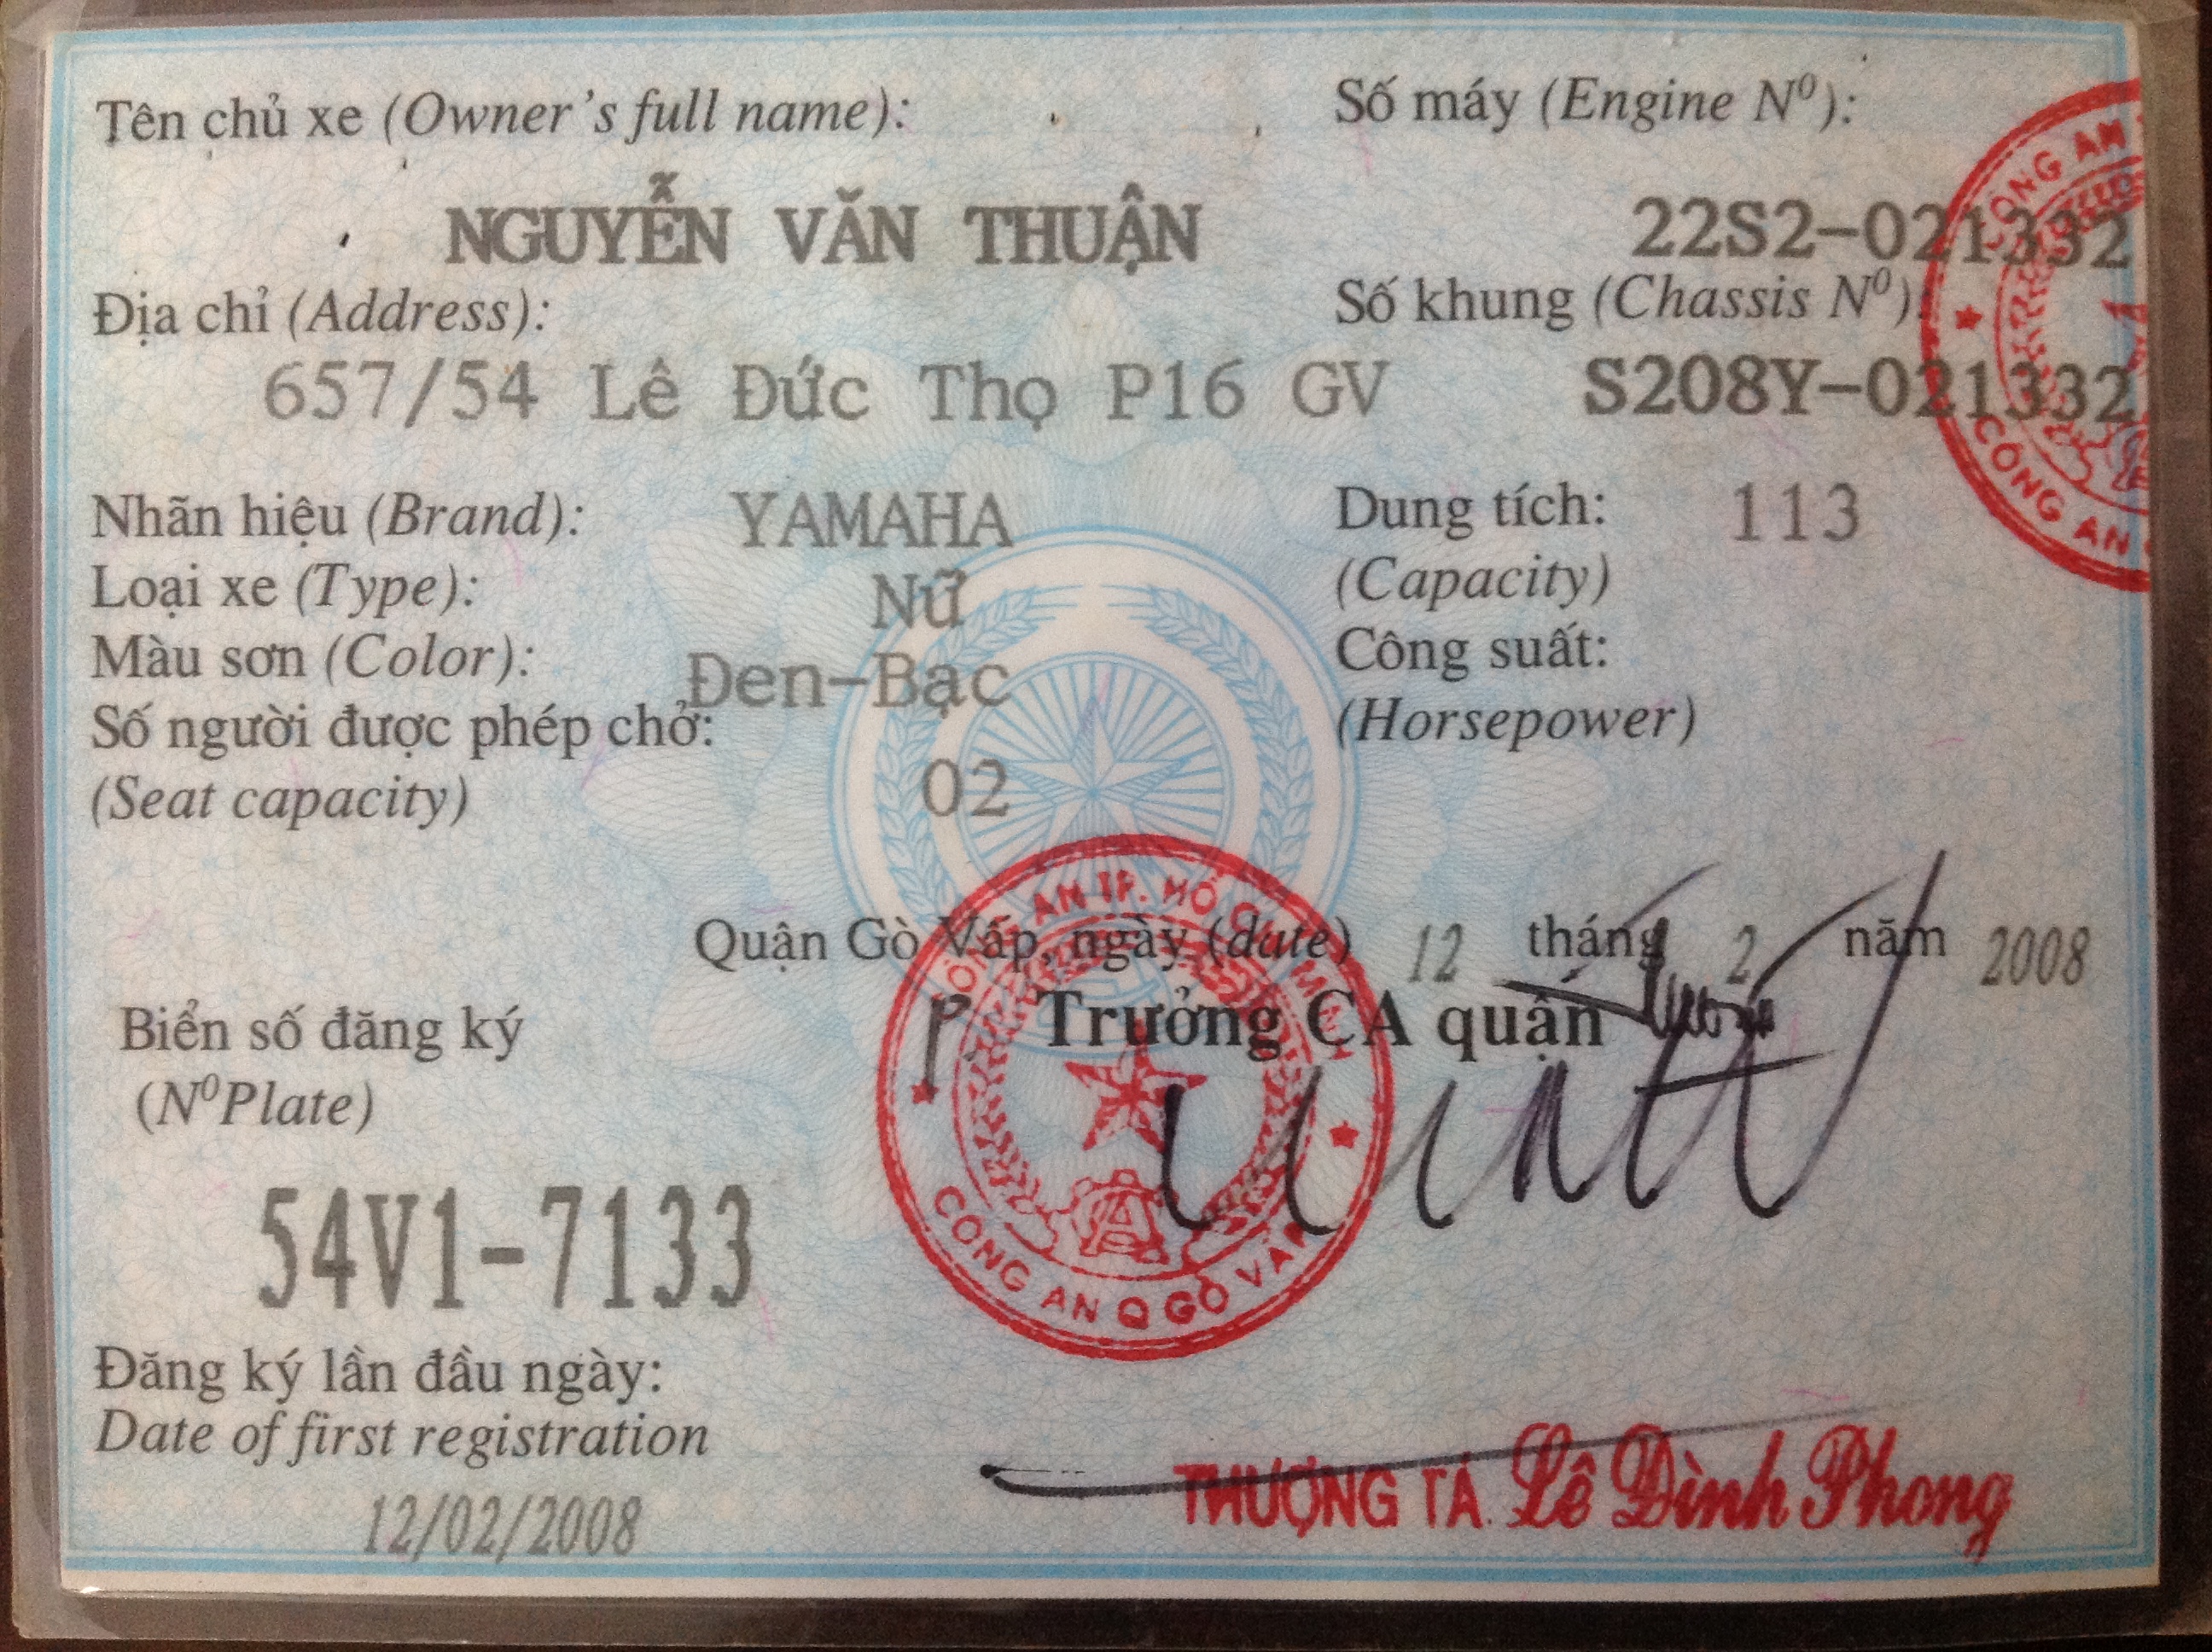 Tên chủ xe (Owner's full name):
NGUYỄN VĂN THUẬN
Địa chỉ (Address):
657/54 Lê Đức Thọ P16 GV
Số máy (Engine Nº):
22S2-021332
Số khung (Chassis Nº):
S208Y-021332
Nhãn hiệu (Brand): YAMAHA
Loại xe (Type): Nữ
Màu sơn (Color): Đen-Bạc
Số người được phép chở:
(Seat capacity) 02
Dung tích: 113
(Capacity)
Công suất:
(Horsepower)
Quận Gò Vấp, ngày (date) 12 tháng 2 năm 2008
Trưởng CA quận
CÔNG AN TP. HỒ CHÍ MINH
CÔNG AN Q GÒ VẤP
CÔNG AN
CÔNG AN
Biển số đăng ký
(NºPlate)
54V1-7133
Đăng ký lần đầu ngày:
Date of first registration
12/02/2008
THƯỢNG TÁ. Lê Đình Phong